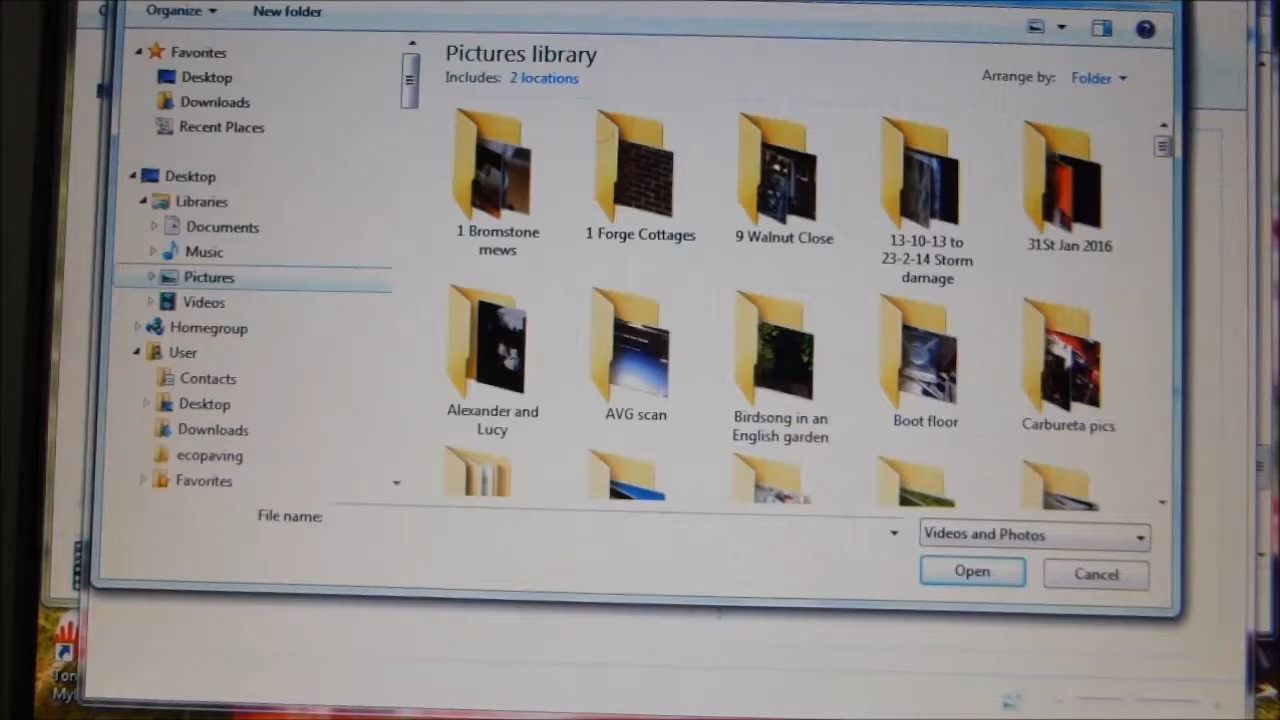 Organize
New folder
Favorites
Desktop
Downloads
Recent Places
Desktop
Libraries
Documents
Music
Pictures
Videos
Homegroup
User
Contacts
Desktop
Downloads
ecopaving
Favorites
Pictures library
Includes: 2 locations
Arrange by: Folder
1 Bromstone
mews
1 Forge Cottages
9 Walnut Close
13-10-13 to
23-2-14 Storm
damage
31St Jan 2016
Alexander and
Lucy
AVG scan
Birdsong in an
English garden
Boot floor
Carbureta pics
File name:
Videos and Photos
Open
Cancel